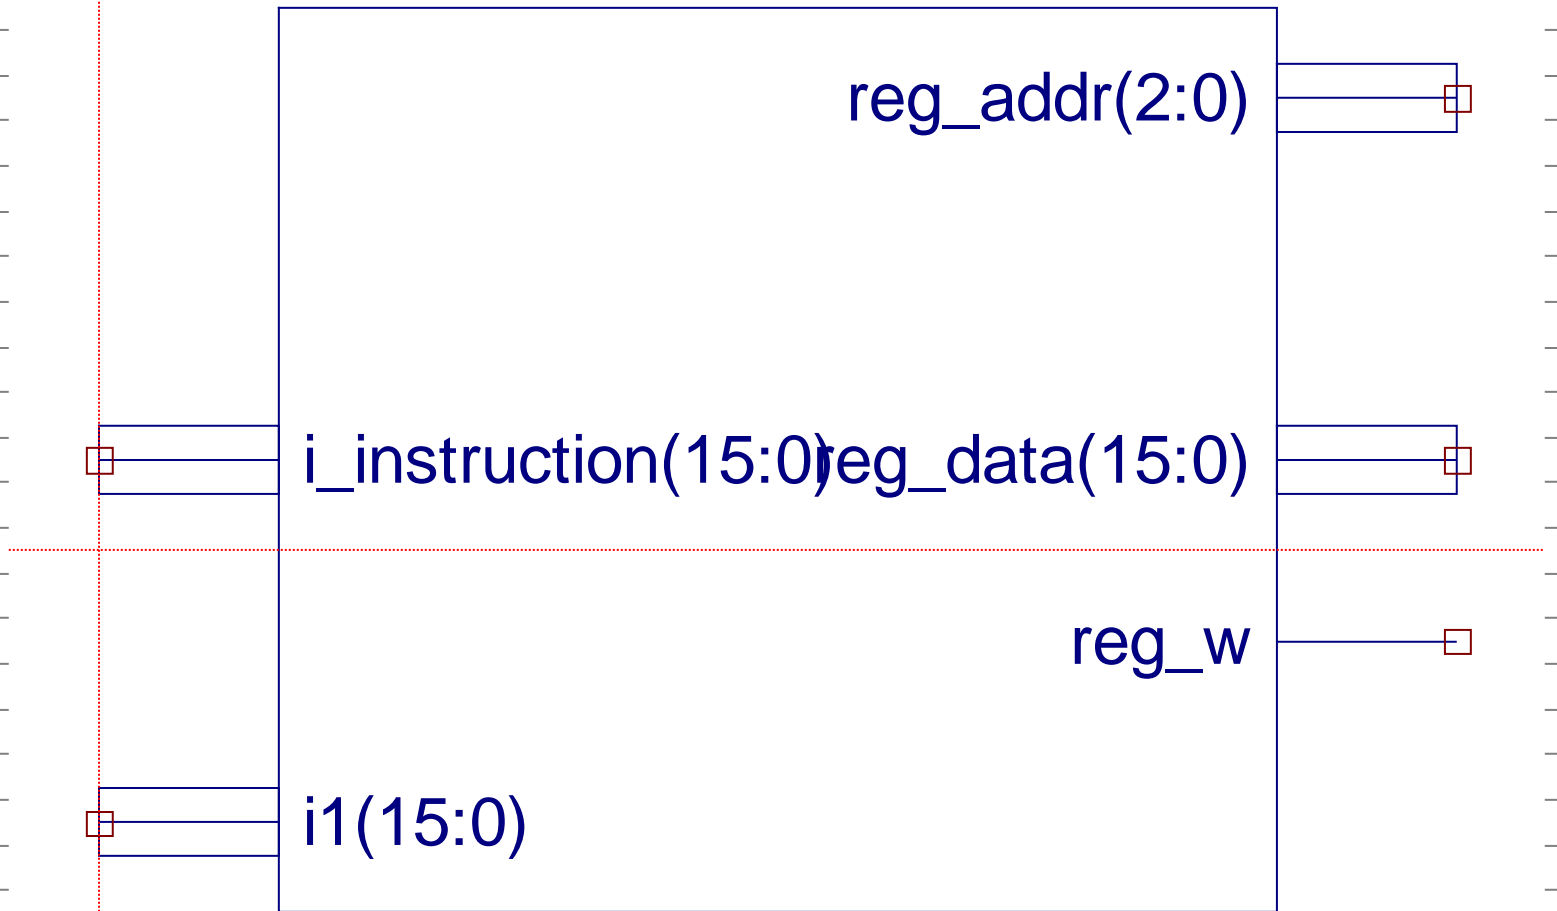 reg_addr(2:0)
i_instruction(15:0)
reg_data(15:0)
reg_w
i1(15:0)